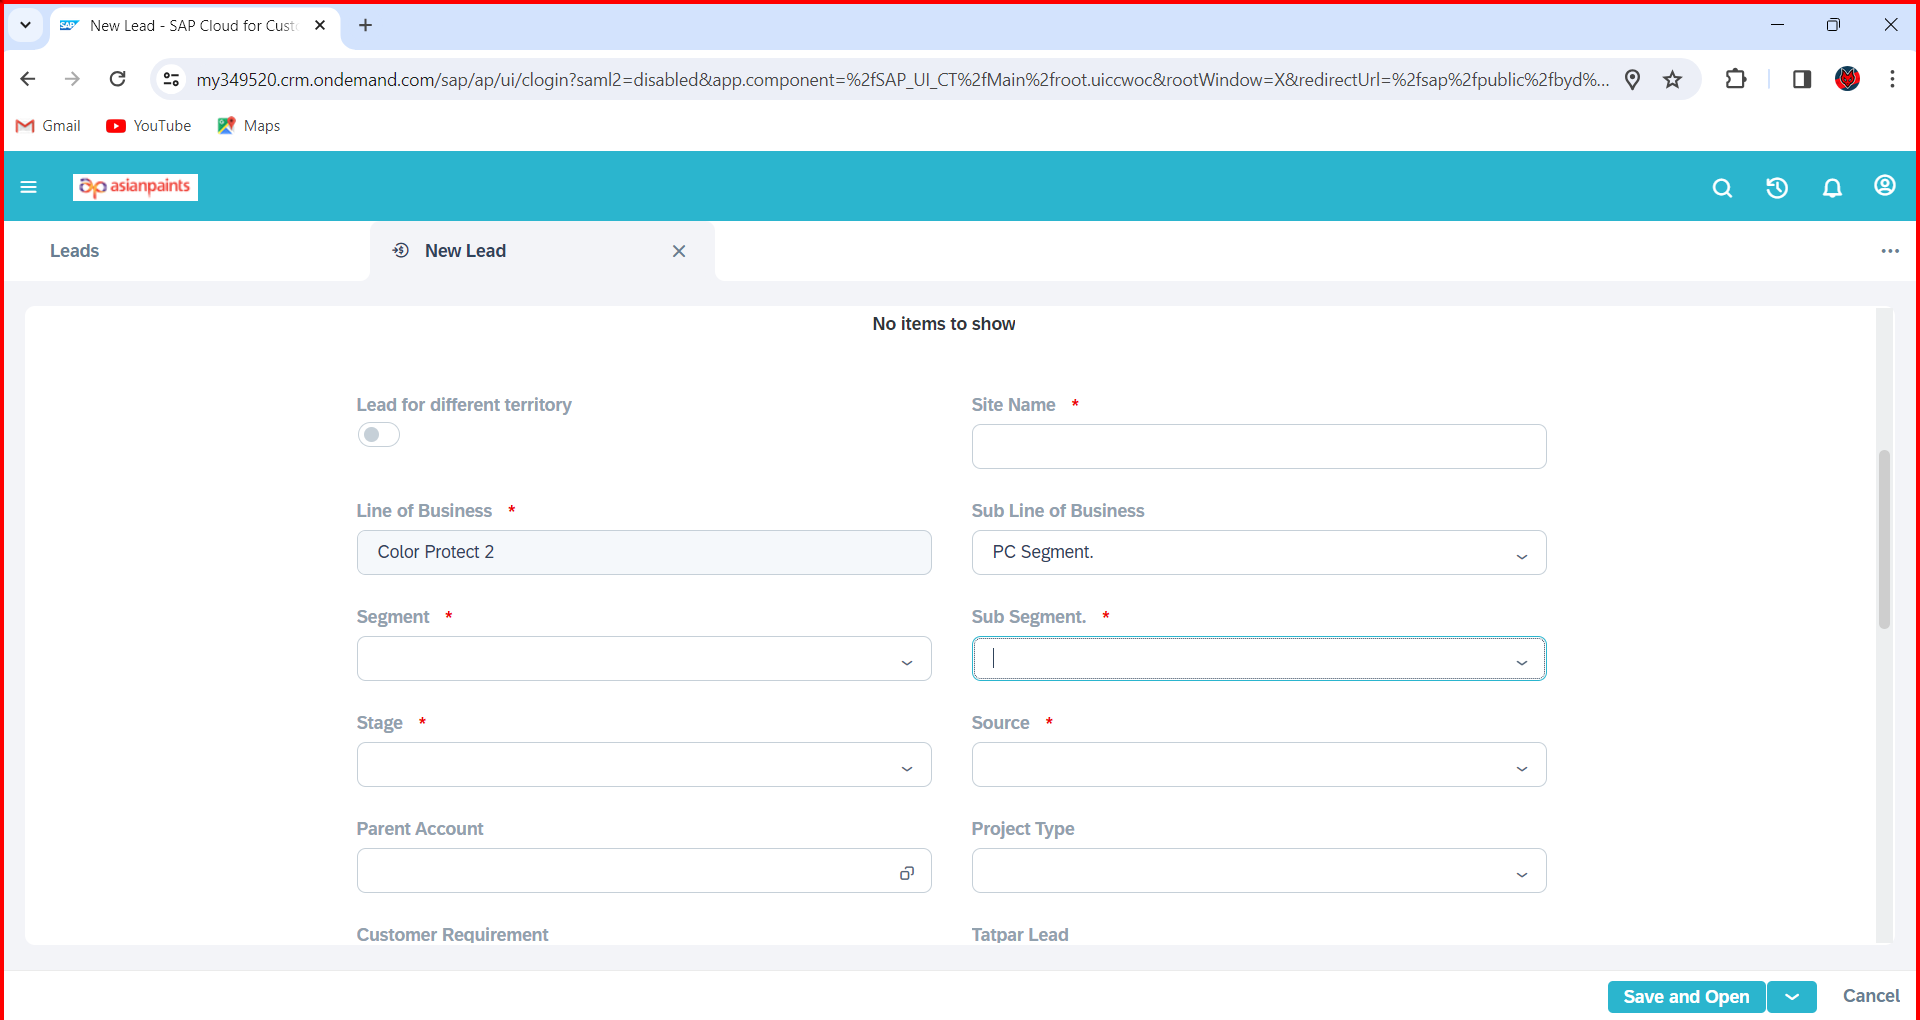 New Lead - SAP Cloud for Cust
my349520.crm.ondemand.com/sap/ap/ui/clogin?saml2=disabled&app.component=%2fSAP_UI_CT%2fMain%2froot.uiccwoc&rootWindow=X&redirectUrl=%2fsap%2fpublic%2fbyd%...
Gmail YouTube Maps
asianpaints
Leads New Lead
No items to show
Lead for different territory Site Name *
Line of Business * Sub Line of Business
Color Protect 2 PC Segment.
Segment * Sub Segment. *
Stage * Source *
Parent Account Project Type
Customer Requirement Tatpar Lead
Save and Open Cancel